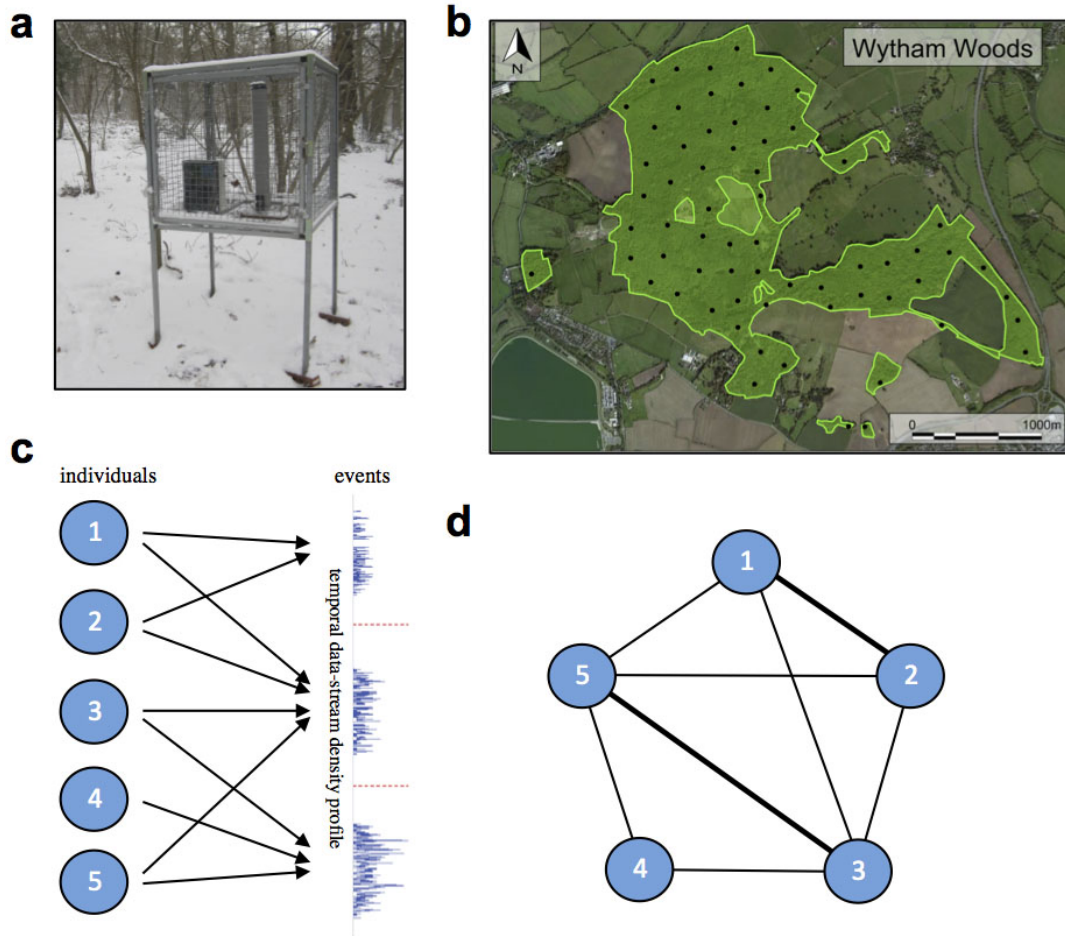 a
b
N
Wytham Woods
0
1000m
c
individuals
events
1
2
3
4
5
temporal data-stream density profile
d
1
5
2
4
3